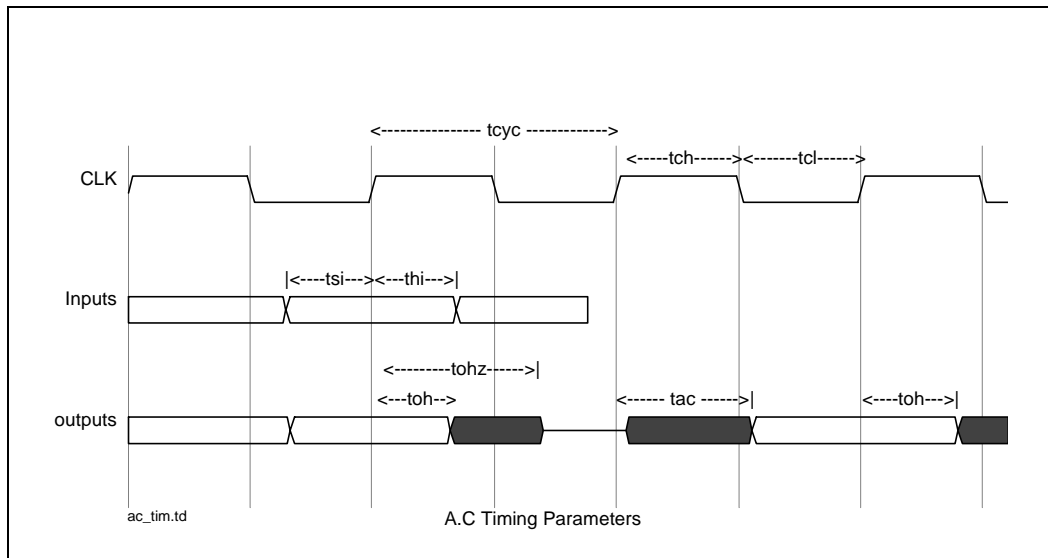 <---------------- tcyc ------------>
<-----tch------><-----tcl------>
CLK
|<----tsi---><---thi--->|
Inputs
<---------tohz------>|
<---toh--> <------ tac ------>| <----toh--->|
outputs
ac_tim.td
A.C Timing Parameters